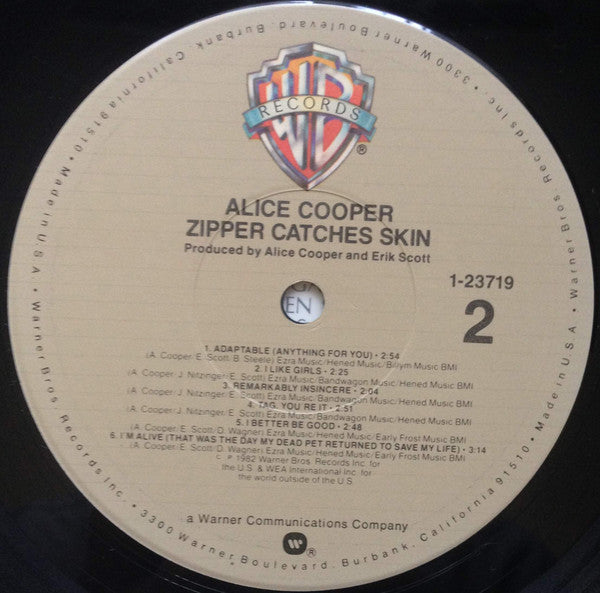 WB
RECORDS
®
ALICE COOPER
ZIPPER CATCHES SKIN
Produced by Alice Cooper and Erik Scott
1-23719
2
EN
1. ADAPTABLE (ANYTHING FOR YOU) • 2:54
(A. Cooper/E. Scott/B. Steele) Ezra Music/Hened Music/Billym Music BMI
2. I LIKE GIRLS • 2:25
(A. Cooper/J. Nitzinger/E. Scott) Ezra Music/Bandwagon Music/Hened Music BMI
3. REMARKABLY INSINCERE • 2:04
(A. Cooper/J. Nitzinger/E. Scott) Ezra Music/Bandwagon Music/Hened Music BMI
4. TAG, YOU'RE IT • 2:51
(A. Cooper/J. Nitzinger/E. Scott) Ezra Music/Bandwagon Music/Hened Music BMI
5. I BETTER BE GOOD • 2:48
(A. Cooper/E. Scott/D. Wagner) Ezra Music/Hened Music/Early Frost Music BMI
6. I'M ALIVE (THAT WAS THE DAY MY DEAD PET RETURNED TO SAVE MY LIFE) • 3:14
(A. Cooper/E. Scott/D. Wagner) Ezra Music/Hened Music/Early Frost Music BMI
© ℗ 1982 Warner Bros. Records Inc. for
the U.S. & WEA International Inc. for
the world outside of the U.S.
a Warner Communications Company
®
Warner Bros. Records Inc. • 3300 Warner Boulevard, Burbank, California 91510 • Made in U.S.A. • Warner Bros. Records Inc. • 3300 Warner Boulevard, Burbank, California 91510 • Made in U.S.A. •